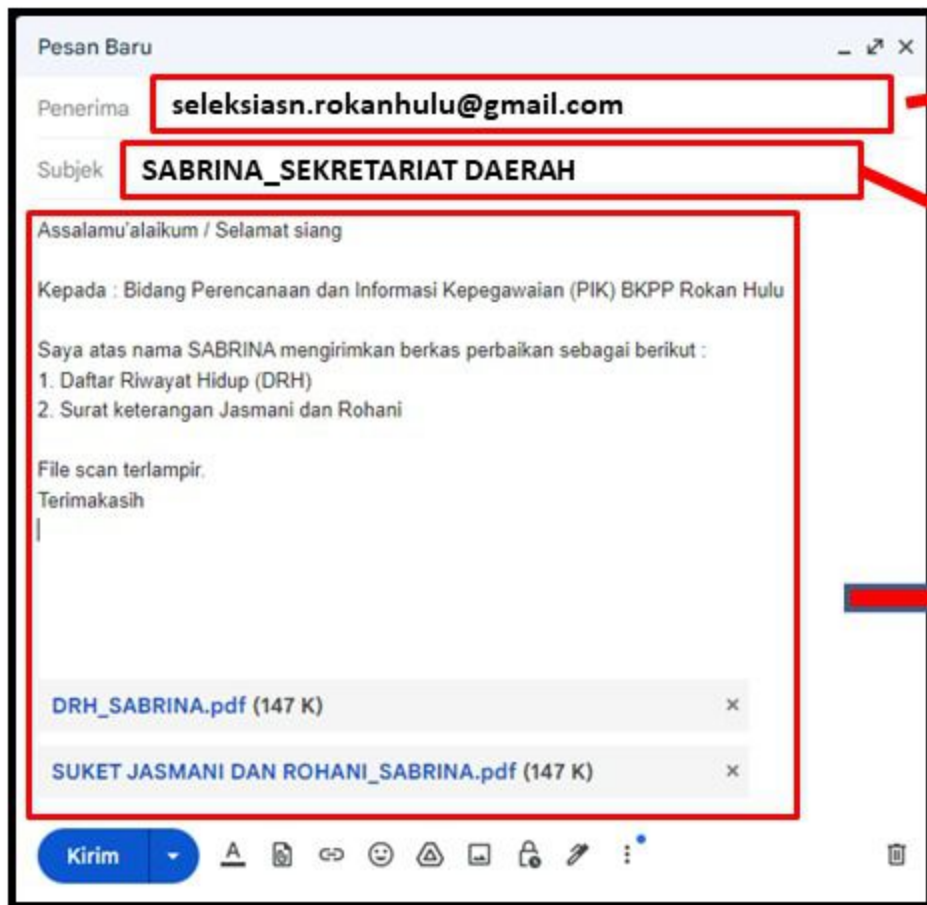 Pesan Baru
Penerima seleksiasn.rokanhulu@gmail.com
Subjek SABRINA_SEKRETARIAT DAERAH
Assalamu'alaikum / Selamat siang
Kepada : Bidang Perencanaan dan Informasi Kepegawaian (PIK) BKPP Rokan Hulu
Saya atas nama SABRINA mengirimkan berkas perbaikan sebagai berikut :
1. Daftar Riwayat Hidup (DRH)
2. Surat keterangan Jasmani dan Rohani
File scan terlampir.
Terimakasih
DRH_SABRINA.pdf (147 K)
SUKET JASMANI DAN ROHANI_SABRINA.pdf (147 K)
Kirim